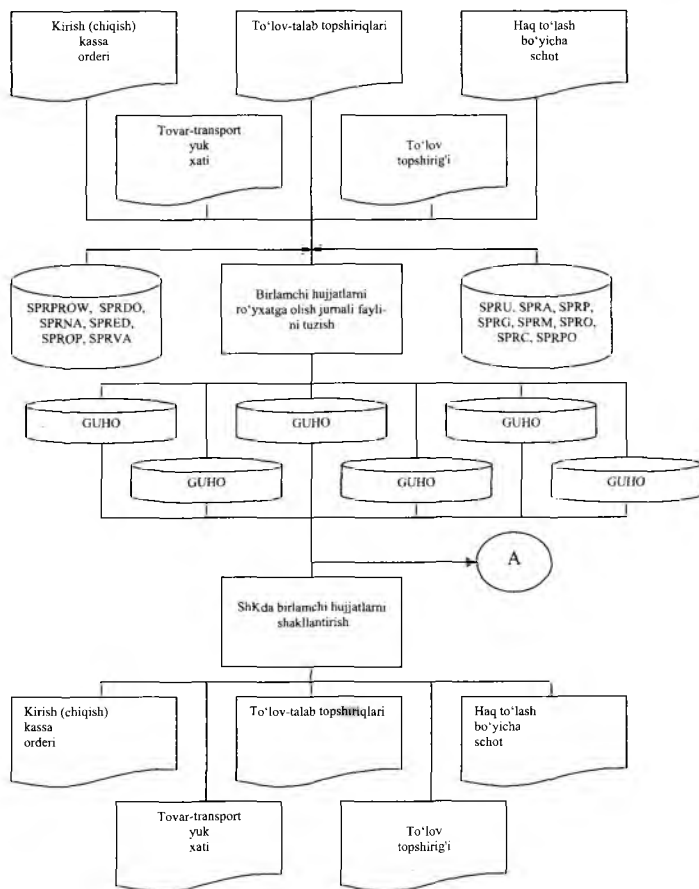 Kirish (chiqish)
kassa
orderi
To‘lov-talab topshiriqlari
Haq to‘lash
bo‘yicha
schot
Tovar-transport
yuk
xati
To‘lov
topshirig'i
SPRPROW, SPRDO,
SPRNA, SPRED,
SPROP, SPRVA
Birlamchi hujjatlarni
ro‘yxatga olish jurnali fayli-
ni tuzish
SPRU. SPRA, SPRP,
SPRG, SPRM, SPRO,
SPRC, SPRPO
GUHO
GUHO
GUHO
GUHO
GUHO
GUHO
A
ShKda birlamchi hujjatlarni
shakllantirish
Kirish (chiqish)
kassa
orderi
To‘lov-talab topshiriqlari
Haq to‘lash
bo‘yicha
schot
Tovar-transport
yuk
xati
To‘lov
topshirig'i